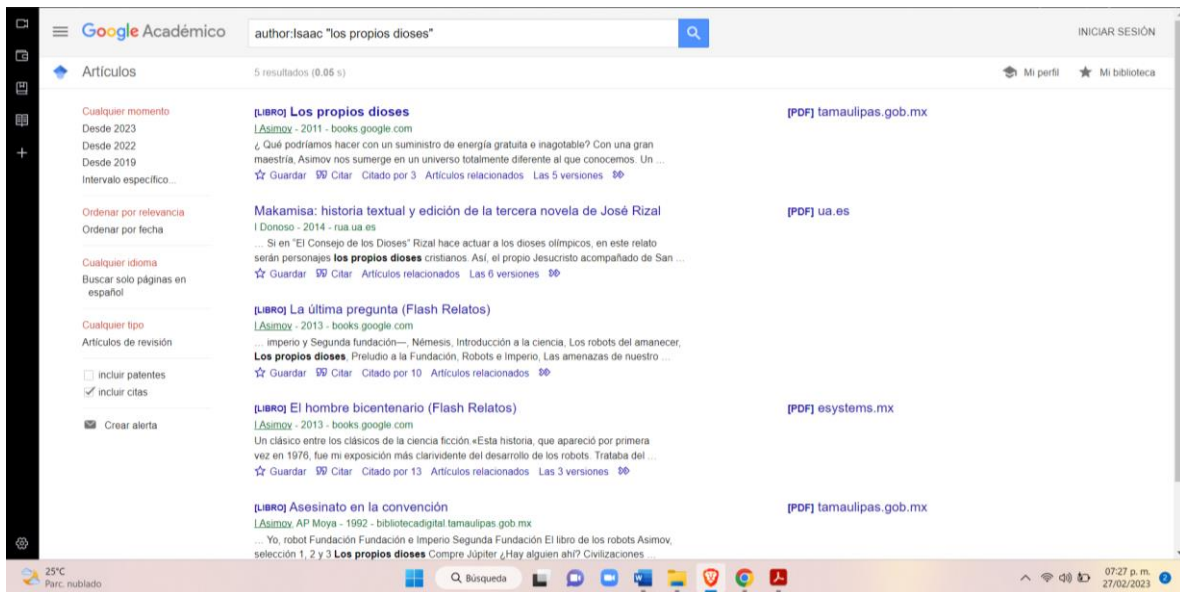 Google Académico
author:Isaac "los propios dioses"
INICIAR SESIÓN
Artículos
5 resultados (0.05 s)
Mi perfil
Mi biblioteca
Cualquier momento
Desde 2023
Desde 2022
Desde 2019
Intervalo específico...
Ordenar por relevancia
Ordenar por fecha
Cualquier idioma
Buscar solo páginas en
español
Cualquier tipo
Artículos de revisión
incluir patentes
incluir citas
Crear alerta
[LIBRO] Los propios dioses
I Asimov - 2011 - books.google.com
¿ Qué podríamos hacer con un suministro de energía gratuita e inagotable? Con una gran
maestría, Asimov nos sumerge en un universo totalmente diferente al que conocemos. Un ...
Guardar Citar Citado por 3 Artículos relacionados Las 5 versiones
[PDF] tamaulipas.gob.mx
Makamisa: historia textual y edición de la tercera novela de José Rizal
I Donoso - 2014 - rua.ua.es
... Si en "El Consejo de los Dioses" Rizal hace actuar a los dioses olímpicos, en este relato
serán personajes los propios dioses cristianos. Así, el propio Jesucristo acompañado de San ...
Guardar Citar Artículos relacionados Las 6 versiones
[PDF] ua.es
[LIBRO] La última pregunta (Flash Relatos)
I Asimov - 2013 - books.google.com
... imperio y Segunda fundación—, Némesis, Introducción a la ciencia, Los robots del amanecer,
Los propios dioses, Preludio a la Fundación, Robots e Imperio, Las amenazas de nuestro ...
Guardar Citar Citado por 10 Artículos relacionados
[LIBRO] El hombre bicentenario (Flash Relatos)
I Asimov - 2013 - books.google.com
Un clásico entre los clásicos de la ciencia ficción.«Esta historia, que apareció por primera
vez en 1976, fue mi exposición más clarividente del desarrollo de los robots. Trataba del ...
Guardar Citar Citado por 13 Artículos relacionados Las 3 versiones
[PDF] esystems.mx
[LIBRO] Asesinato en la convención
I Asimov, AP Moya - 1992 - bibliotecadigital.tamaulipas.gob.mx
... Yo, robot Fundación Fundación e Imperio Segunda Fundación El libro de los robots Asimov,
selección 1, 2 y 3 Los propios dioses Compre Júpiter ¿Hay alguien ahí? Civilizaciones ...
[PDF] tamaulipas.gob.mx
25°C
Parc. nublado
Búsqueda
07:27 p. m.
27/02/2023
2